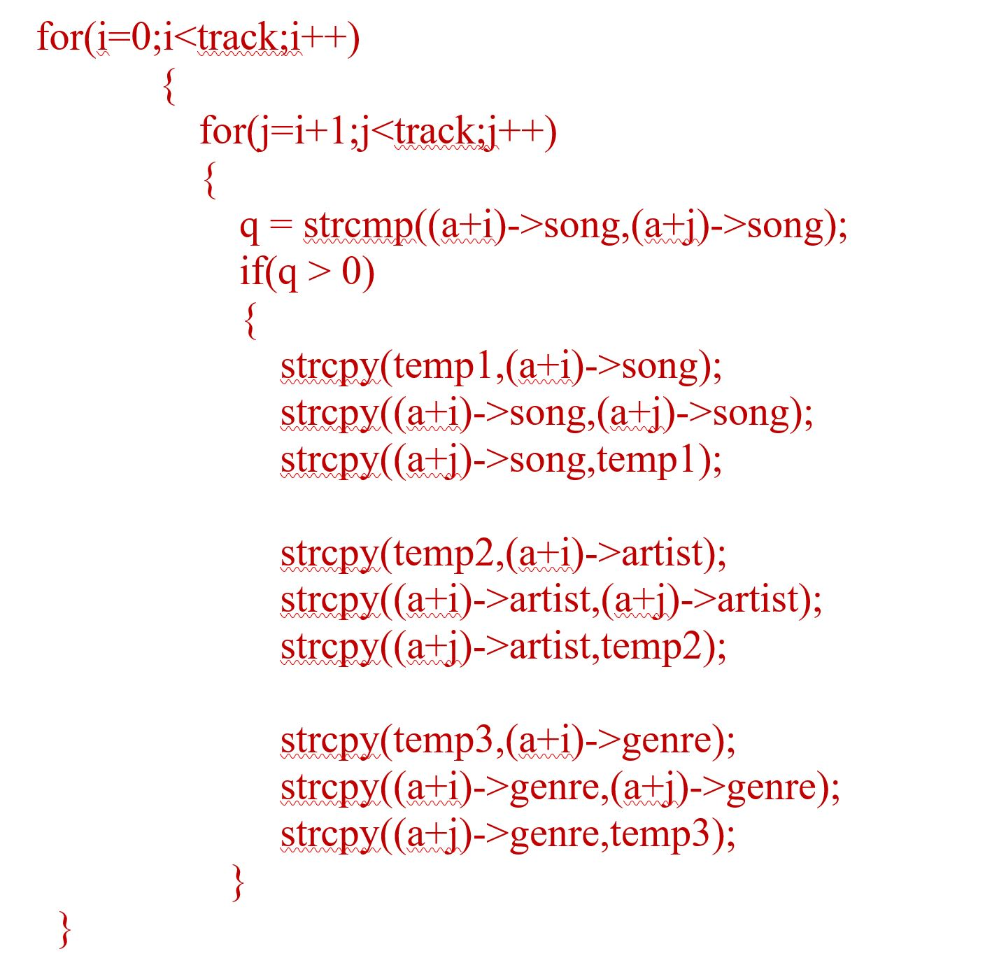 for(i=0;i<track;i++)
{
for(j=i+1;j<track;j++)
{
q = strcmp((a+i)->song,(a+j)->song);
if(q > 0)
{
strcpy(temp1,(a+i)->song);
strcpy((a+i)->song,(a+j)->song);
strcpy((a+j)->song,temp1);
strcpy(temp2,(a+i)->artist);
strcpy((a+i)->artist,(a+j)->artist);
strcpy((a+j)->artist,temp2);
strcpy(temp3,(a+i)->genre);
strcpy((a+i)->genre,(a+j)->genre);
strcpy((a+j)->genre,temp3);
}
}